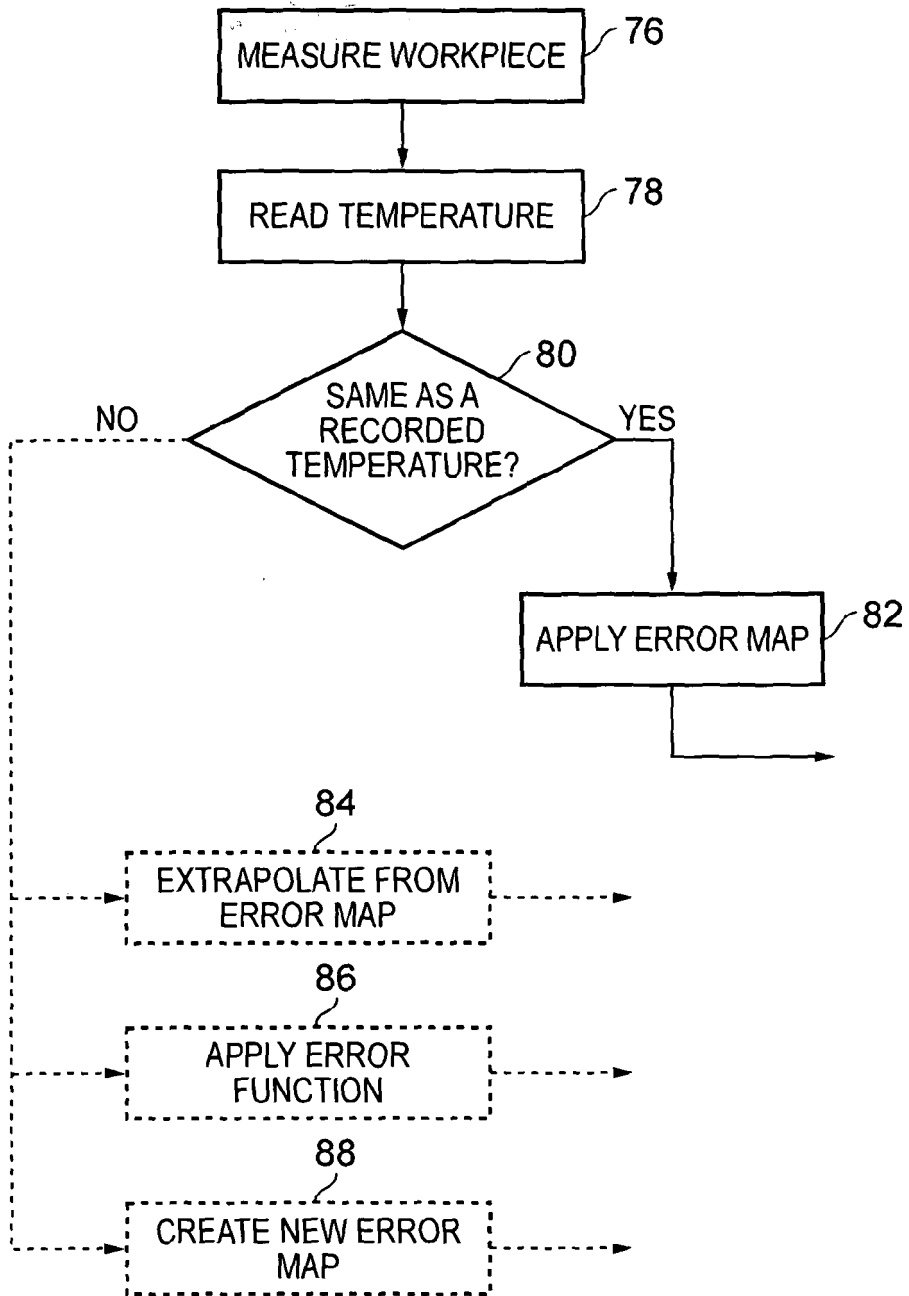 MEASURE WORKPIECE
76
READ TEMPERATURE
78
80
SAME AS A
RECORDED
TEMPERATURE?
NO
YES
APPLY ERROR MAP
82
84
EXTRAPOLATE FROM
ERROR MAP
86
APPLY ERROR
FUNCTION
88
CREATE NEW ERROR
MAP